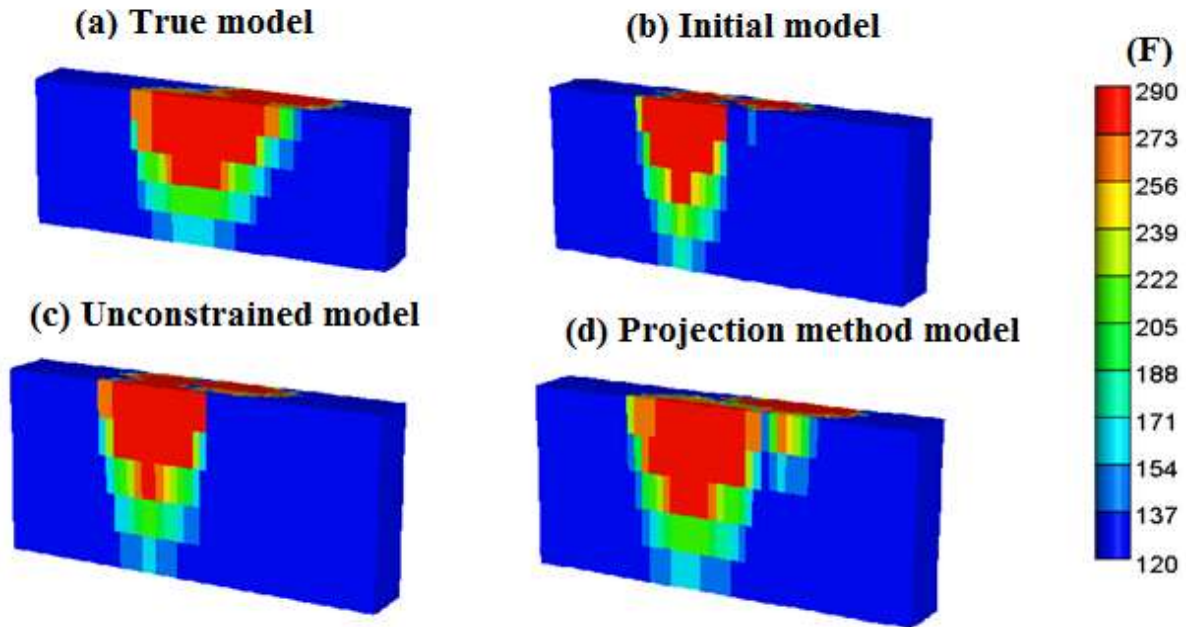 (a) True model
(b) Initial model
(F)
290
273
256
239
222
205
188
171
154
137
120
(c) Unconstrained model
(d) Projection method model